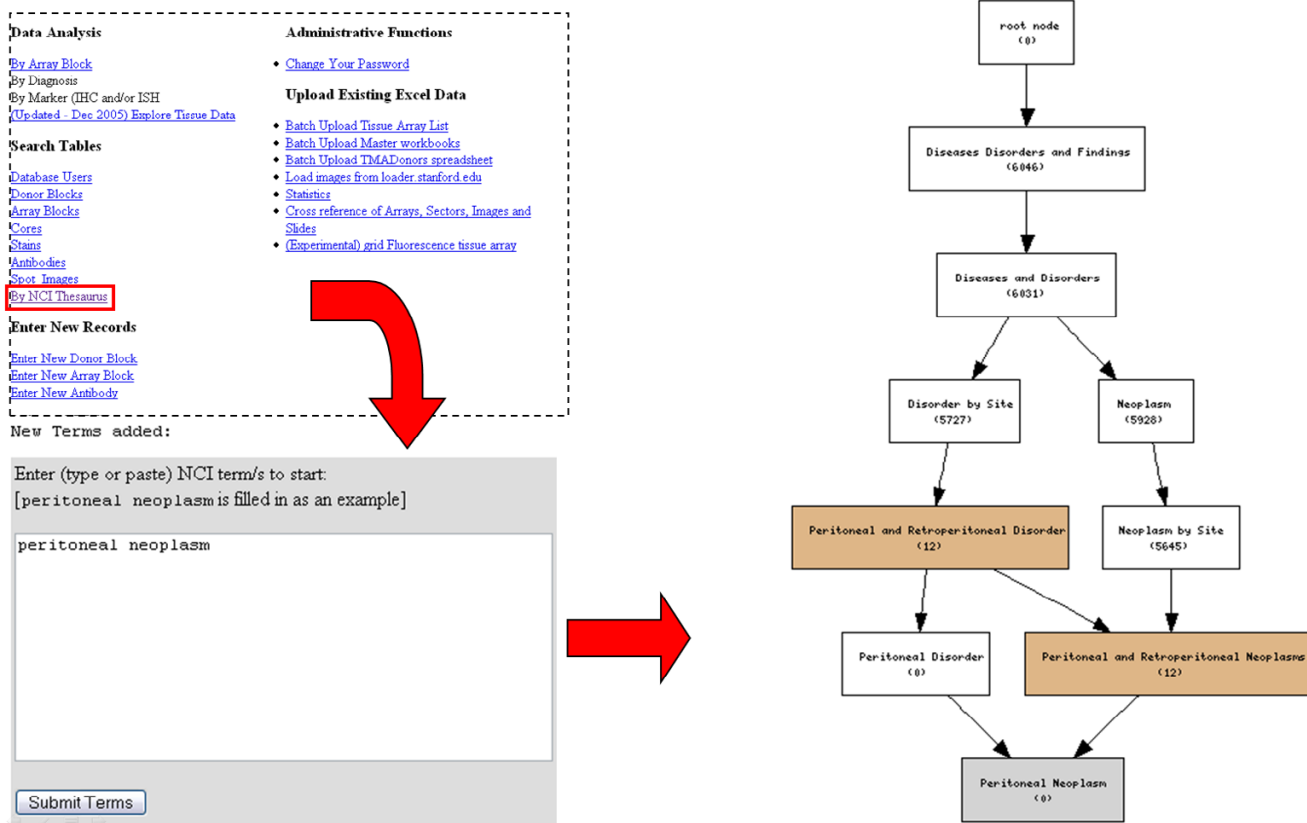 Data Analysis
By Array Block
By Diagnosis
By Marker (IHC and/or ISH
(Updated - Dec 2005) Explore Tissue Data
Search Tables
Database Users
Donor Blocks
Array Blocks
Cores
Stains
Antibodies
Spot Images
By NCI Thesaurus
Enter New Records
Enter New Donor Block
Enter New Array Block
Enter New Antibody
Administrative Functions
Change Your Password
Upload Existing Excel Data
Batch Upload Tissue Array List
Batch Upload Master workbooks
Batch Upload TMADonors spreadsheet
Load images from loader.stanford.edu
Statistics
Cross reference of Arrays, Sectors, Images and
Slides
(Experimental) grid Fluorescence tissue array
New Terms added:
Enter (type or paste) NCI term/s to start:
[peritoneal neoplasm is filled in as an example]
peritoneal neoplasm
Submit Terms
root node
(0)
Diseases Disorders and Findings
(6046)
Diseases and Disorders
(6031)
Disorder by Site
(5727)
Neoplasm
(5928)
Peritoneal and Retroperitoneal Disorder
(12)
Neoplasm by Site
(5645)
Peritoneal Disorder
(0)
Peritoneal and Retroperitoneal Neoplasms
(12)
Peritoneal Neoplasm
(0)